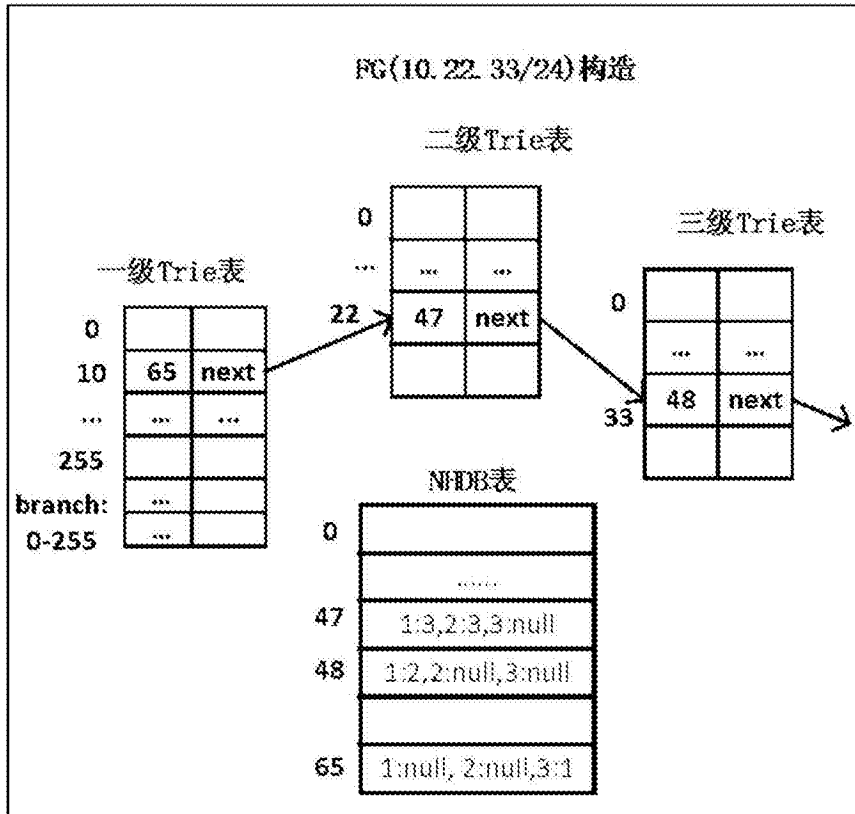 FG(10.22.33/24)构造
二级Trie表
三级Trie表
一级Trie表
0
... ... ...
22 47 next
0
... ...
33 48 next
0
10 65 next
... ... ...
255
branch: ...
0-255 ...
NHDB表
0
......
47 1:3,2:3,3:null
48 1:2,2:null,3:null
65 1:null, 2:null,3:1